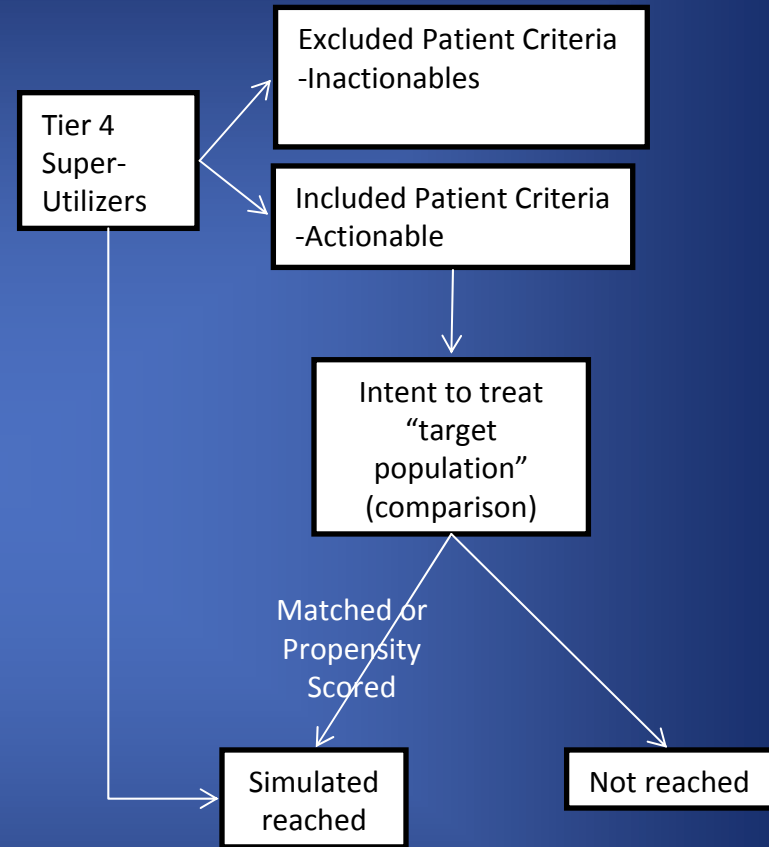 Excluded Patient Criteria
-Inactionables
Tier 4
Super-
Utilizers
Included Patient Criteria
-Actionable
Intent to treat
“target
population”
(comparison)
Matched or
Propensity
Scored
Simulated
reached
Not reached